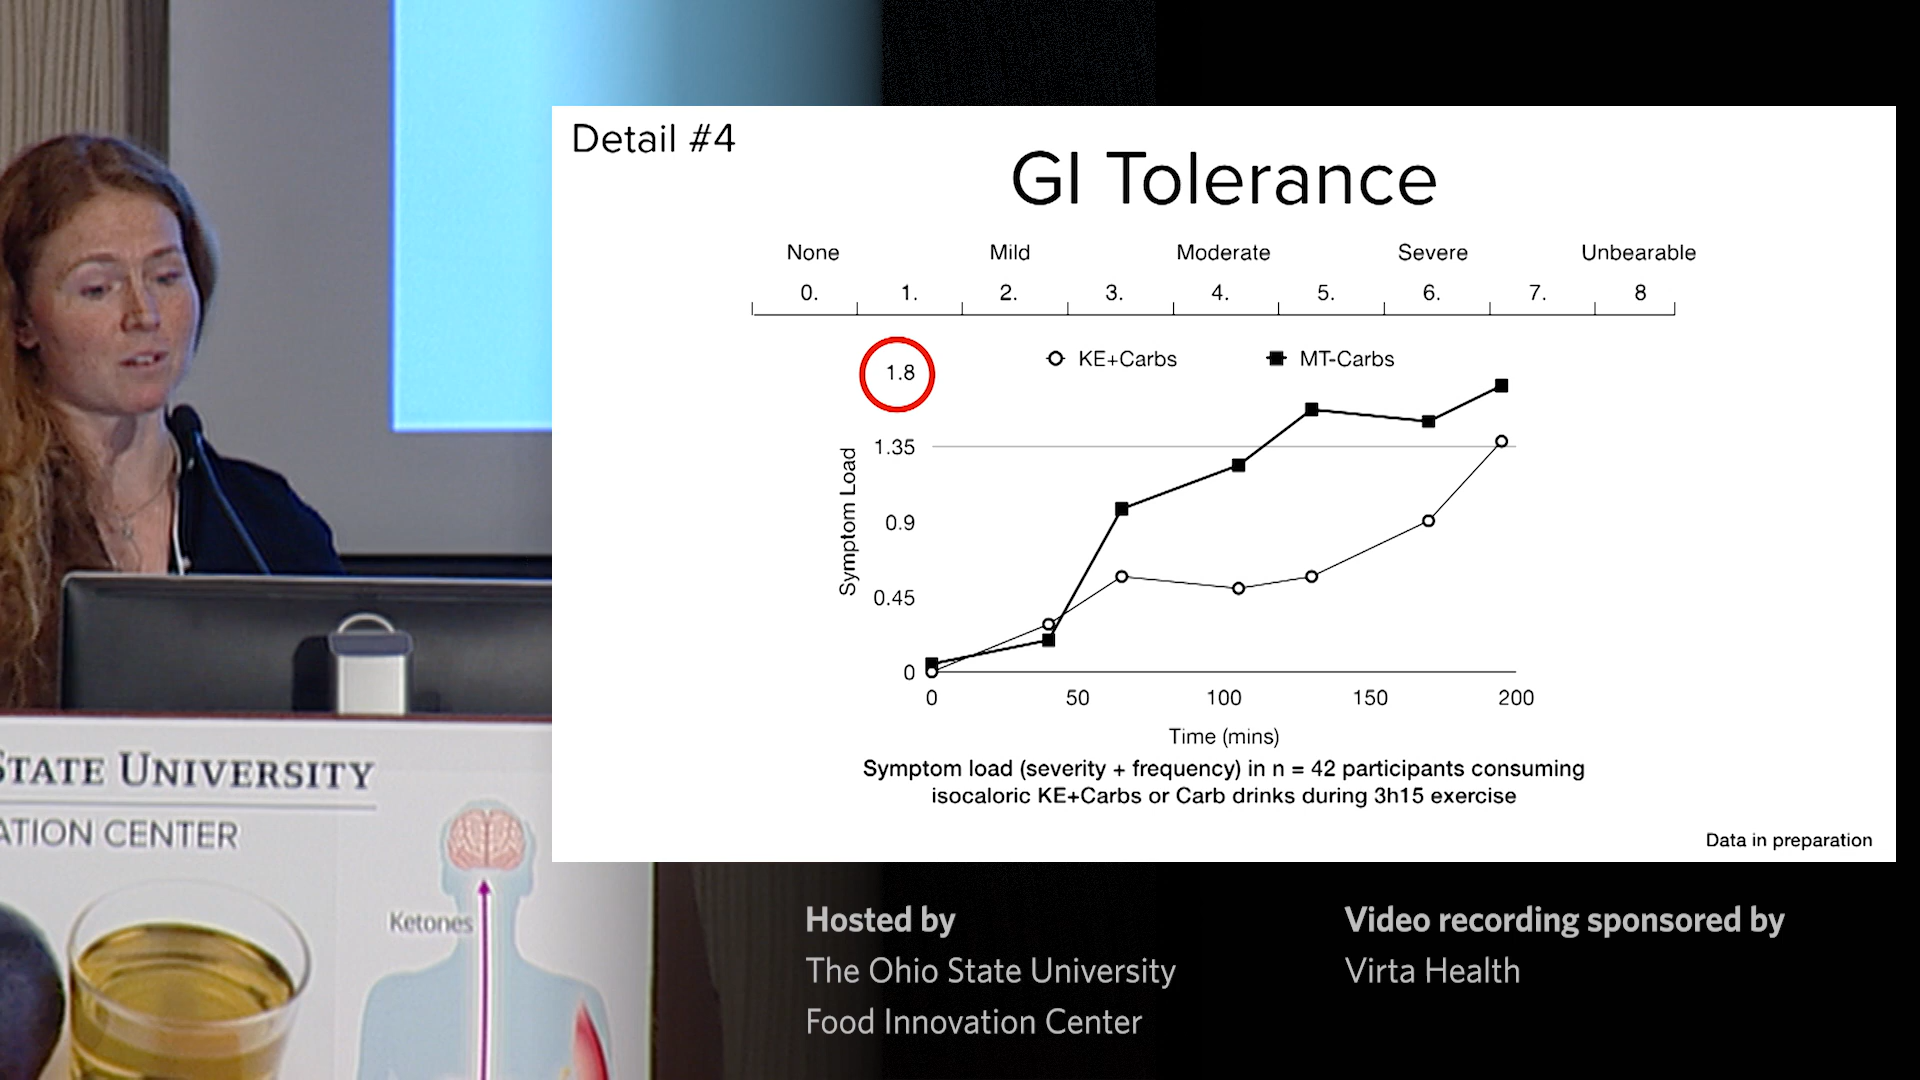 Detail #4
GI Tolerance
None Mild Moderate Severe Unbearable
0. 1. 2. 3. 4. 5. 6. 7. 8
KE+Carbs MT-Carbs
1.8
1.35
0.9
0.45
0
Symptom Load
0 50 100 150 200
Time (mins)
Symptom load (severity + frequency) in n = 42 participants consuming
isocaloric KE+Carbs or Carb drinks during 3h15 exercise
Data in preparation
STATE UNIVERSITY
ATION CENTER
Ketones
Hosted by
The Ohio State University
Food Innovation Center
Video recording sponsored by
Virta Health